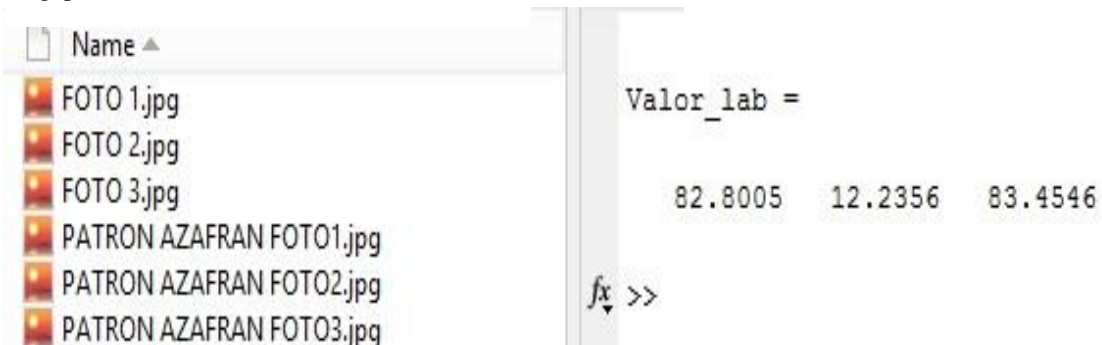 Name
FOTO 1.jpg
FOTO 2.jpg
FOTO 3.jpg
PATRON AZAFRAN FOTO1.jpg
PATRON AZAFRAN FOTO2.jpg
PATRON AZAFRAN FOTO3.jpg
Valor_lab =
82.8005 12.2356 83.4546
fx >>